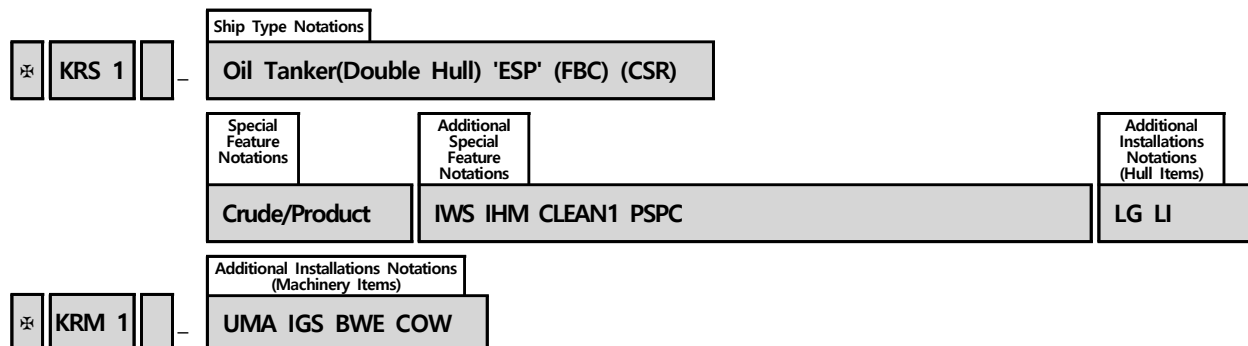 Ship Type Notations
✠ KRS 1 _ Oil Tanker(Double Hull) 'ESP' (FBC) (CSR)
Special
Feature
Notations
Additional
Special
Feature
Notations
Additional
Installations
Notations
(Hull Items)
Crude/Product IWS IHM CLEAN1 PSPC LG LI
Additional Installations Notations
(Machinery Items)
✠ KRM 1 _ UMA IGS BWE COW